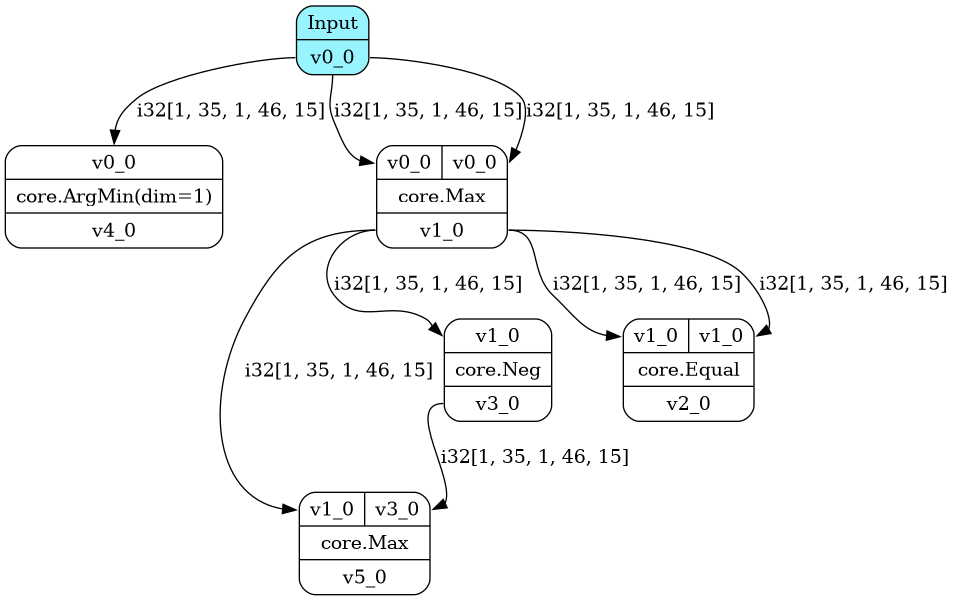 Input
v0_0
i32[1, 35, 1, 46, 15]
i32[1, 35, 1, 46, 15]
i32[1, 35, 1, 46, 15]
v0_0
core.ArgMin(dim=1)
v4_0
v0_0 v0_0
core.Max
v1_0
i32[1, 35, 1, 46, 15]
i32[1, 35, 1, 46, 15]
i32[1, 35, 1, 46, 15]
v1_0
core.Neg
v3_0
v1_0 v1_0
core.Equal
v2_0
i32[1, 35, 1, 46, 15]
i32[1, 35, 1, 46, 15]
v1_0 v3_0
core.Max
v5_0